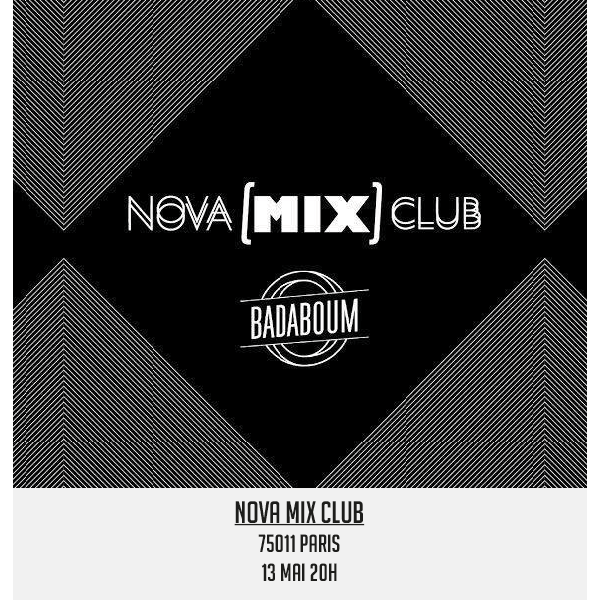 NOVA [MIX] CLUB
BADABOUM
NOVA MIX CLUB
75011 PARIS
13 MAI 20H